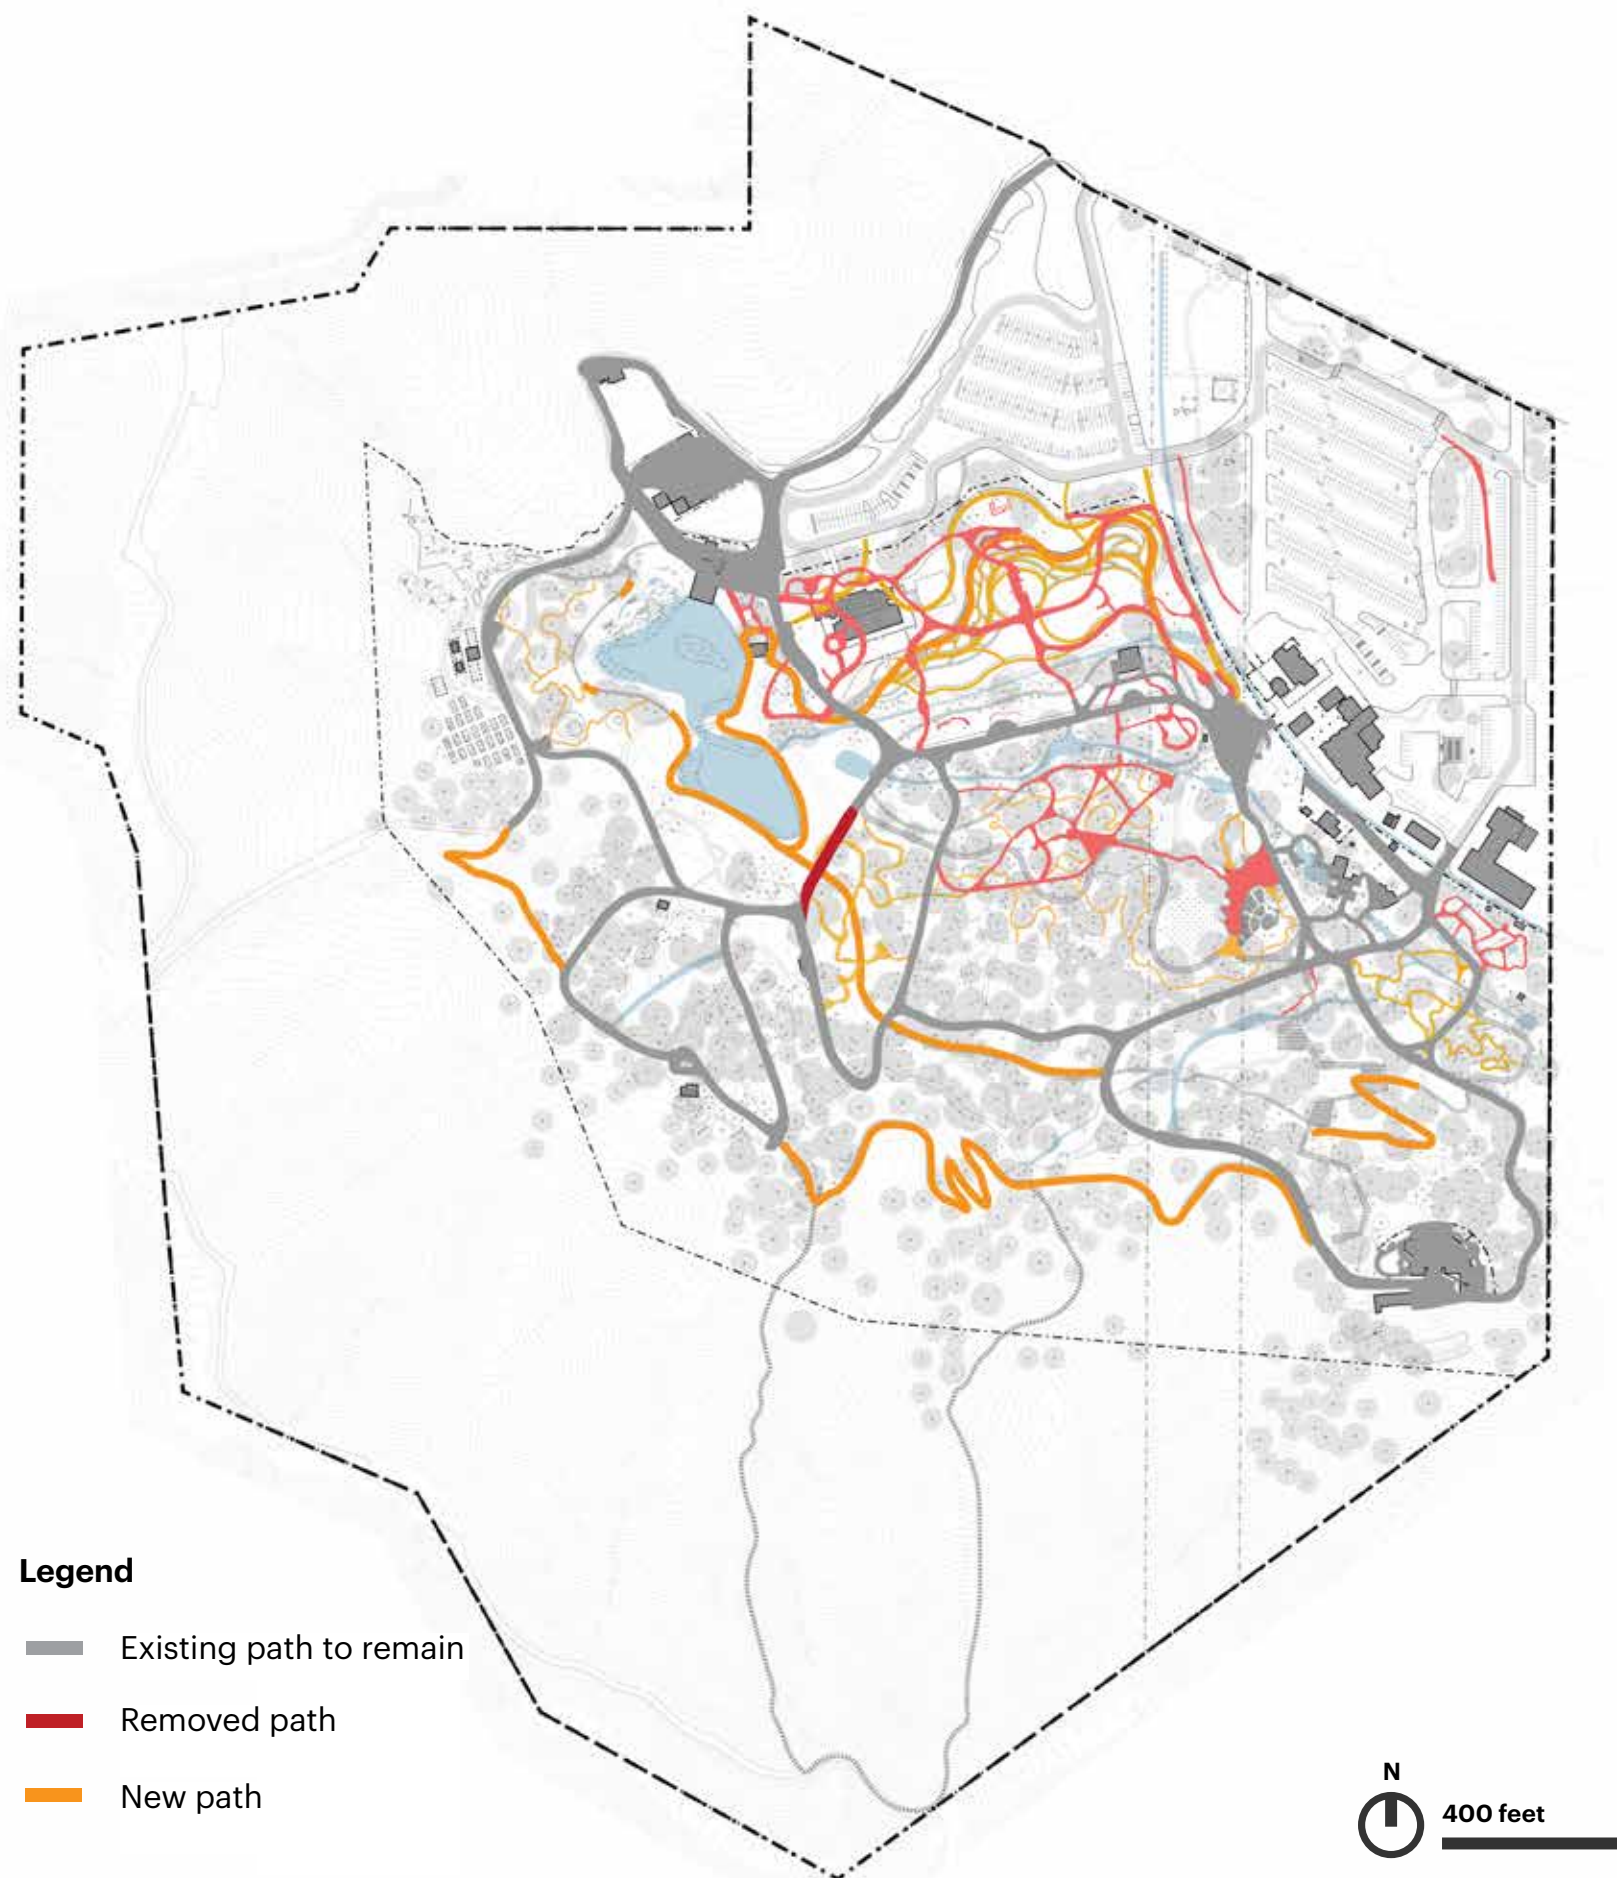 Legend
Existing path to remain
Removed path
New path
N
400 feet